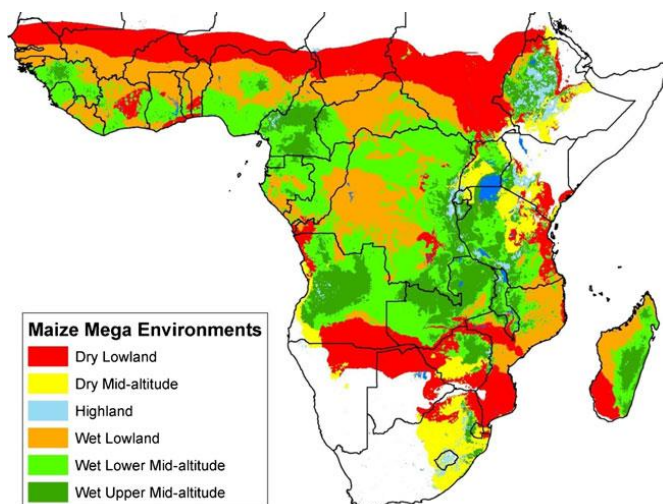 Maize Mega Environments
Dry Lowland
Dry Mid-altitude
Highland
Wet Lowland
Wet Lower Mid-altitude
Wet Upper Mid-altitude